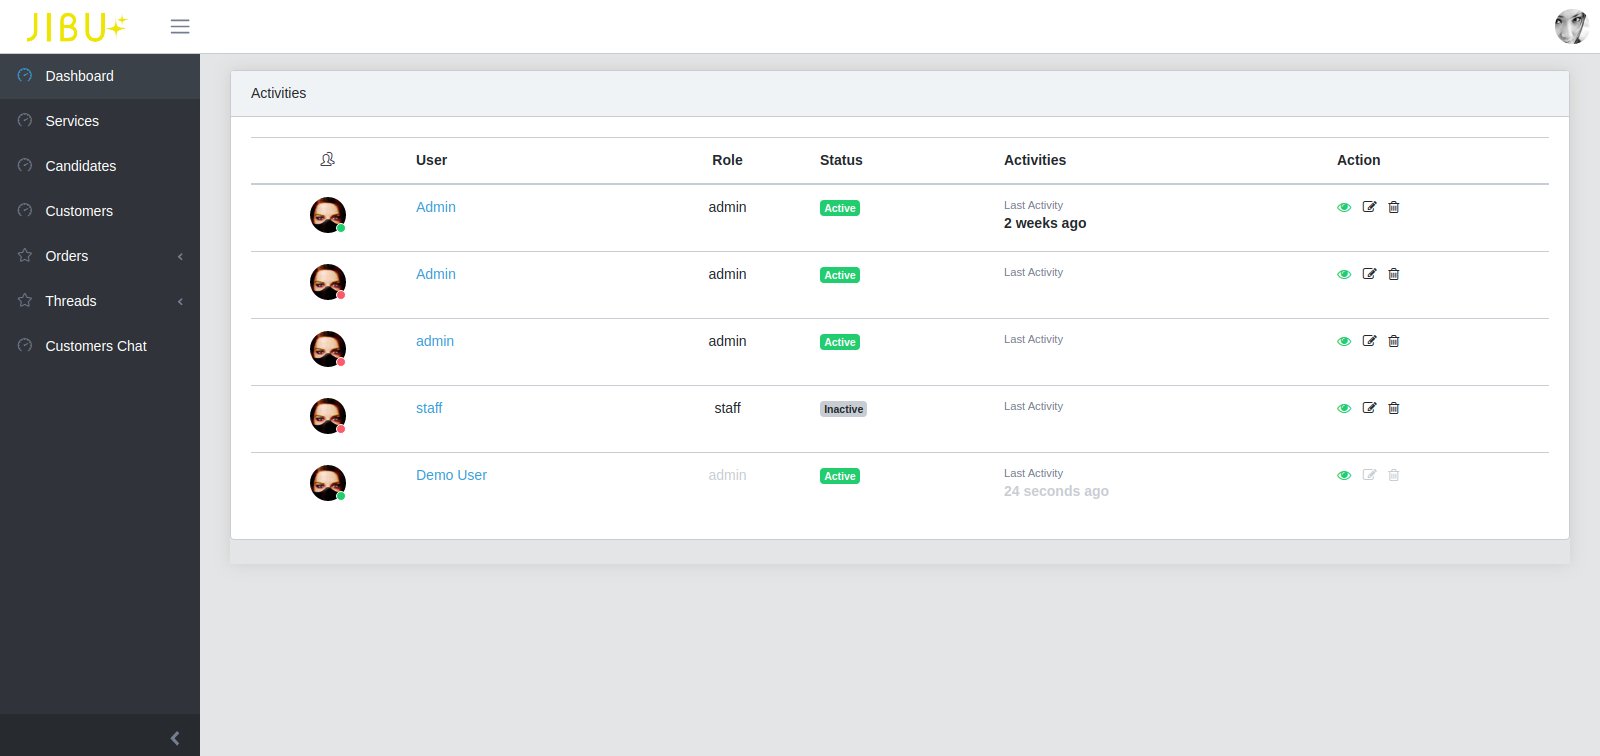 JIBU
Dashboard
Services
Candidates
Customers
Orders
Threads
Customers Chat
Activities
User Role Status Activities Action
Admin admin Active Last Activity
2 weeks ago
Admin admin Active Last Activity
admin admin Active Last Activity
staff staff Inactive Last Activity
Demo User admin Active Last Activity
24 seconds ago